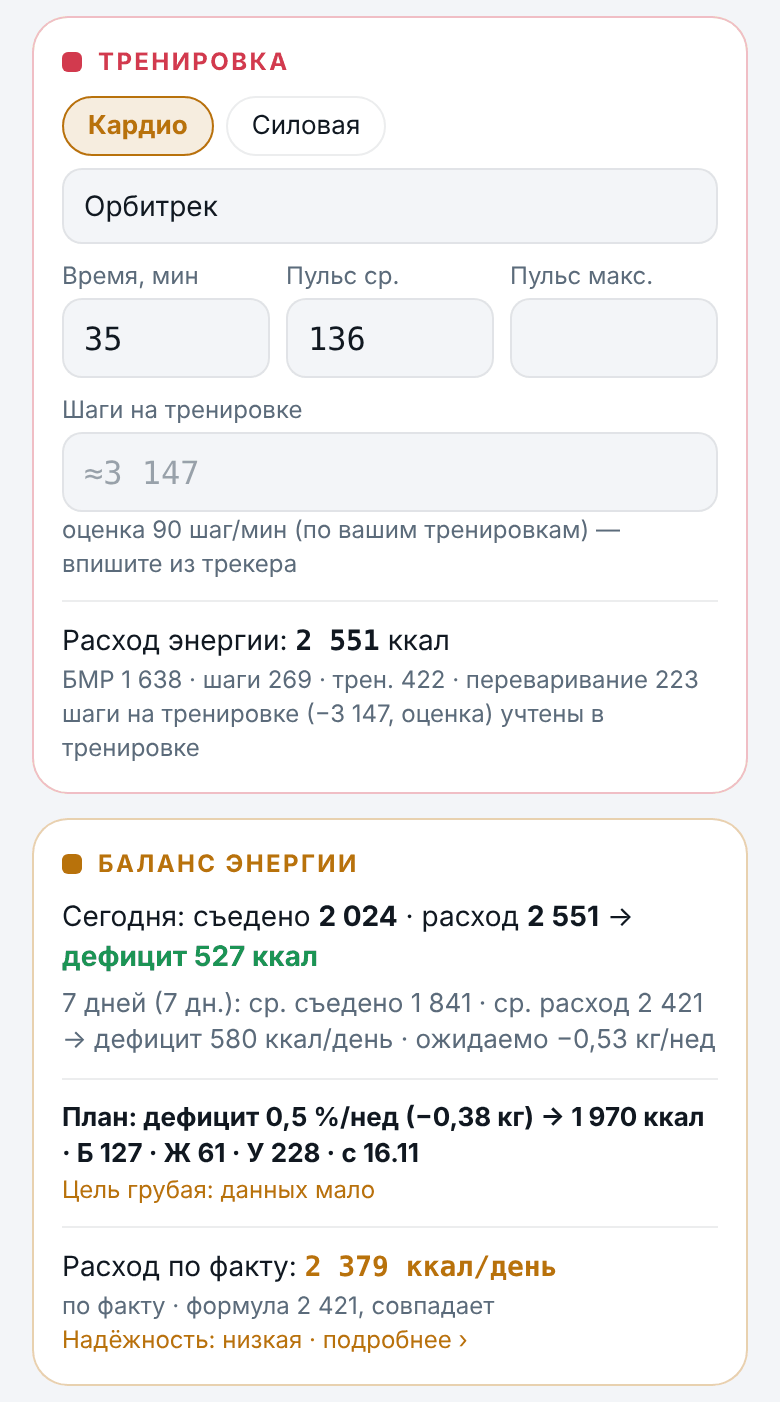 ТРЕНИРОВКА
Кардио
Силовая
Орбитрек
Время, мин
Пульс ср.
Пульс макс.
35
136
Шаги на тренировке
≈3 147
оценка 90 шаг/мин (по вашим тренировкам) —
впишите из трекера
Расход энергии: 2 551 ккал
БМР 1 638 · шаги 269 · трен. 422 · переваривание 223
шаги на тренировке (−3 147, оценка) учтены в
тренировке
БАЛАНС ЭНЕРГИИ
Сегодня: съедено 2 024 · расход 2 551 →
дефицит 527 ккал
7 дней (7 дн.): ср. съедено 1 841 · ср. расход 2 421
→ дефицит 580 ккал/день · ожидаемо −0,53 кг/нед
План: дефицит 0,5 %/нед (−0,38 кг) → 1 970 ккал
· Б 127 · Ж 61 · У 228 · с 16.11
Цель грубая: данных мало
Расход по факту: 2 379 ккал/день
по факту · формула 2 421, совпадает
Надёжность: низкая · подробнее ›